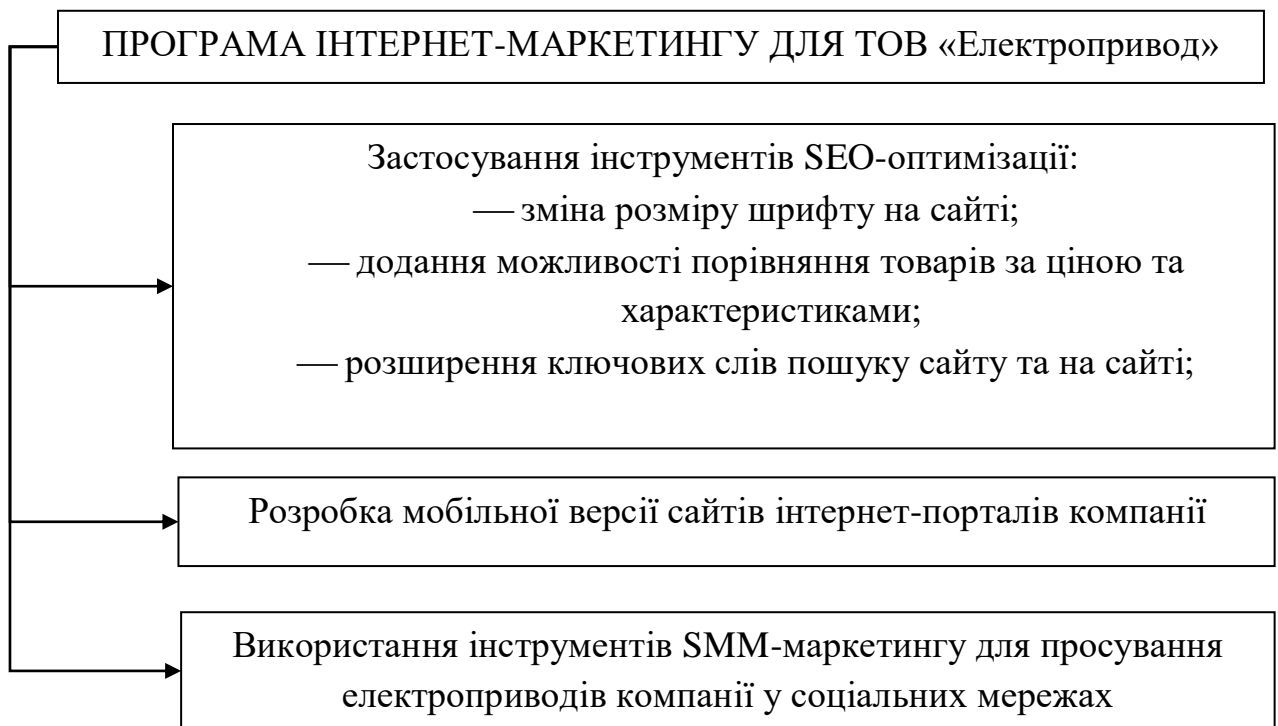 ПРОГРАМА ІНТЕРНЕТ-МАРКЕТИНГУ ДЛЯ ТОВ «Електропривод»
Застосування інструментів SEO-оптимізації:
— зміна розміру шрифту на сайті;
— додання можливості порівняння товарів за ціною та
характеристиками;
— розширення ключових слів пошуку сайту та на сайті;
Розробка мобільної версії сайтів інтернет-порталів компанії
Використання інструментів SMM-маркетингу для просування
електроприводів компанії у соціальних мережах